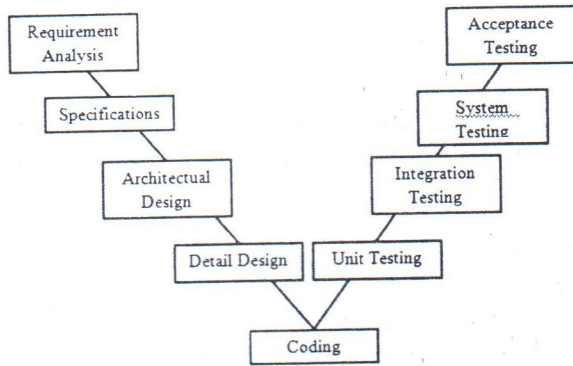 Requirement
Analysis
Specifications
Architectual
Design
Detail Design
Coding
Unit Testing
Integration
Testing
System
Testing
Acceptance
Testing